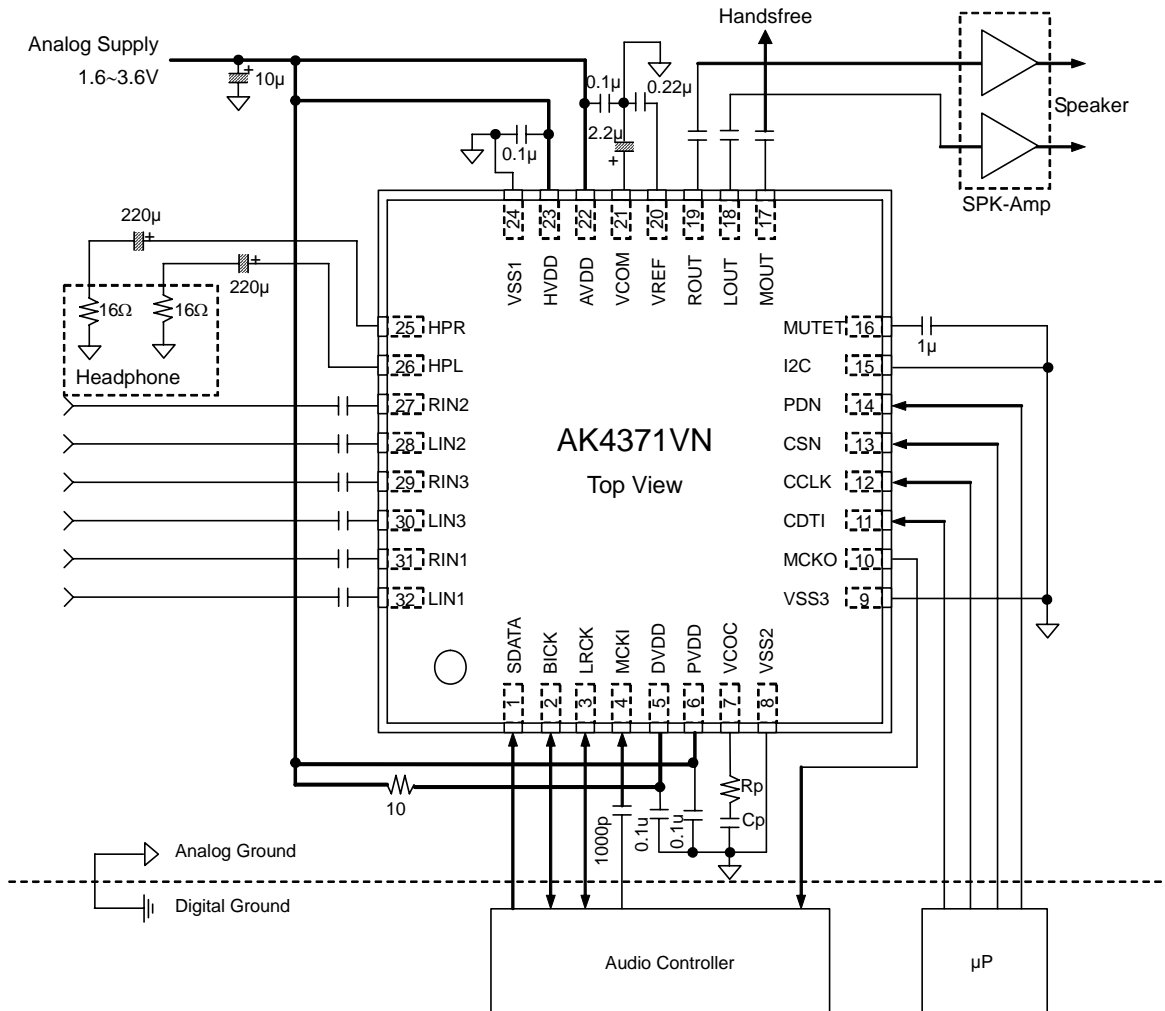 Handsfree
Analog Supply
1.6~3.6V
10µ
+
0.1µ
0.22µ
2.2µ
+
0.1µ
Speaker
SPK-Amp
220µ
+
220µ
+
16Ω
16Ω
Headphone
24
23
22
21
20
19
18
17
VSS1
HVDD
AVDD
VCOM
VREF
ROUT
LOUT
MOUT
25 HPR
26 HPL
27 RIN2
28 LIN2
29 RIN3
30 LIN3
31 RIN1
32 LIN1
AK4371VN
Top View
MUTET 16
1µ
I2C 15
PDN 14
CSN 13
CCLK 12
CDTI 11
MCKO 10
VSS3 9
SDATA
BICK
LRCK
MCKI
DVDD
PVDD
VCOC
VSS2
1
2
3
4
5
6
7
8
10
1000p
0.1u
0.1u
Rp
Cp
Analog Ground
Digital Ground
Audio Controller
µP